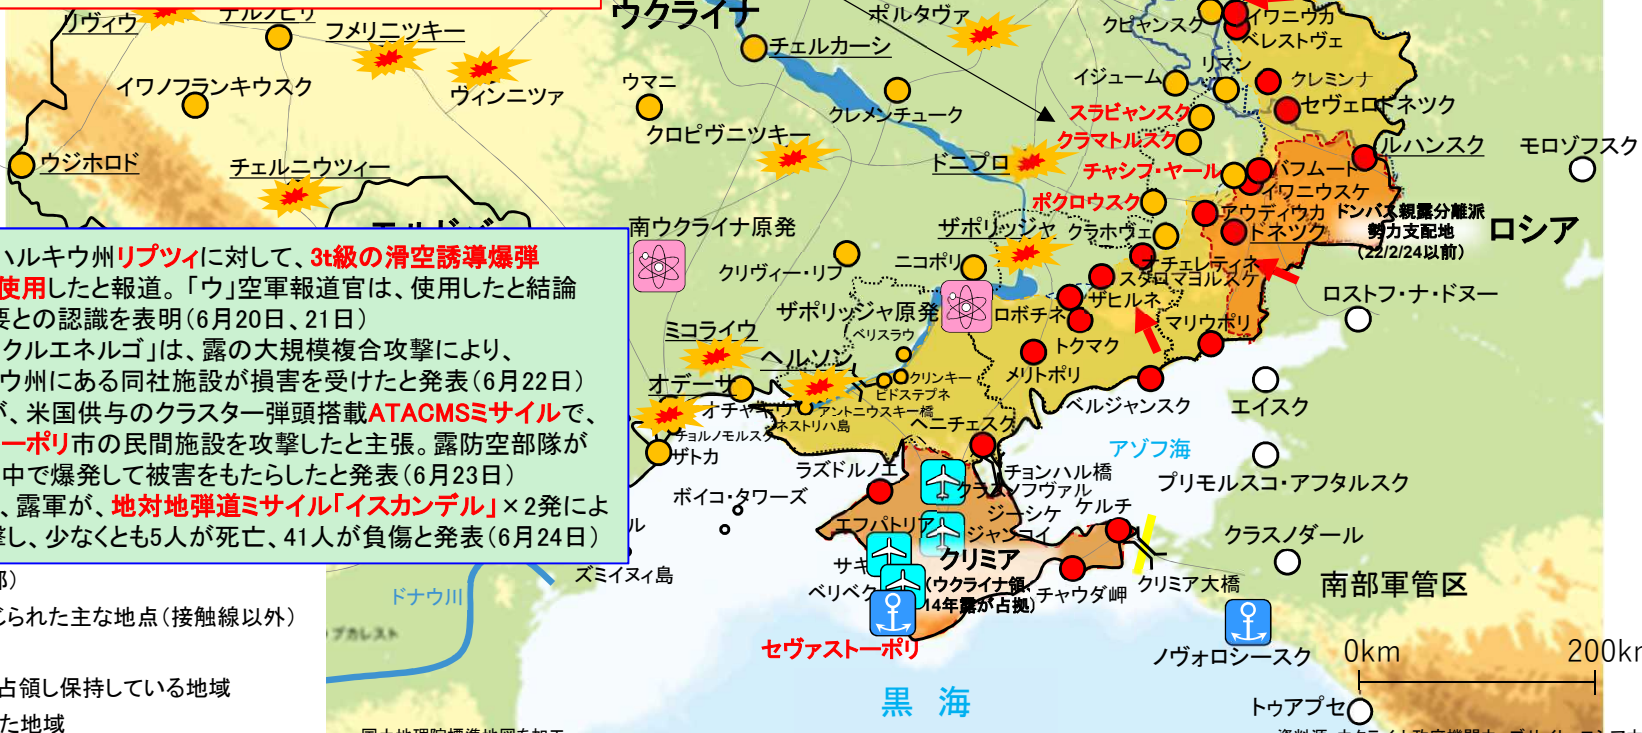 ウクライナ
リヴィウ
テルノピリ
フメリニツキー
イワノフランキウスク
ヴィンニツァ
ウジホロド
チェルニウツィー
チェルカーシ
ポルタヴァ
ウマニ
クロピヴニツキー
クレメンチューク
ドニプロ
クピャンスク
イワニウカ
ベレストヴェ
リマン
イジューム
クレミンナ
スラビャンスク
セヴェロドネツク
クラマトルスク
ルハンスク
モロゾフスク
チャシブ・ヤール
バフムート
イワニウスケ
ポクロウスク
アウディウカ
ドンバス親露分離派
勢力支配地
(22/2/24以前)
ロシア
南ウクライナ原発
ザポリッジャ
クラホヴェ
ドネツク
クリヴィー・リフ
ニコポリ
オチェレティネ
スタロマヨルスケ
ロストフ・ナ・ドヌー
ザポリッジャ原発
ロボチネ
ザヒルネ
マリウポリ
ミコライウ
ベリスラウ
トクマク
ヘルソン
クリンキー
メリトポリ
オデーサ
ピドステプネ
ベルジャンスク
エイスク
オチャキウ
アントニウスキー橋
ネストリハ島
ヘニチェスク
チョルノモルスク
アゾフ海
ザトカ
ラズドルノエ
チョンハル橋
プリモルスコ・アフタルスク
ボイコ・タワーズ
クラスノフヴァル
ジーシケ
ケルチ
エフパトリア
ジャンコイ
クラスノダール
サキ
クリミア
ズミイヌィ島
(ウクライナ領、
14年露が占拠)
チャウダ岬
クリミア大橋
南部軍管区
ドナウ川
ブカレスト
セヴァストーポリ
ノヴォロシースク
0km
黒 海
トゥアプセ
ハルキウ州リプツィに対して、3t級の滑空誘導爆弾
使用したと報道。「ウ」空軍報道官は、使用したと結論
要との認識を表明(6月20日、21日)
クルエネルゴ」は、露の大規模複合攻撃により、
ウ州にある同社施設が損害を受けたと発表(6月22日)
が、米国供与のクラスター弾頭搭載ATACMSミサイルで、
ーポリ市の民間施設を攻撃したと主張。露防空部隊が
中で爆発して被害をもたらしたと発表(6月23日)
、露軍が、地対地弾道ミサイル「イスカンデル」×2発によ
撃し、少なくとも5人が死亡、41人が負傷と発表(6月24日)
じられた主な地点(接触線以外)
占領し保持している地域
た地域